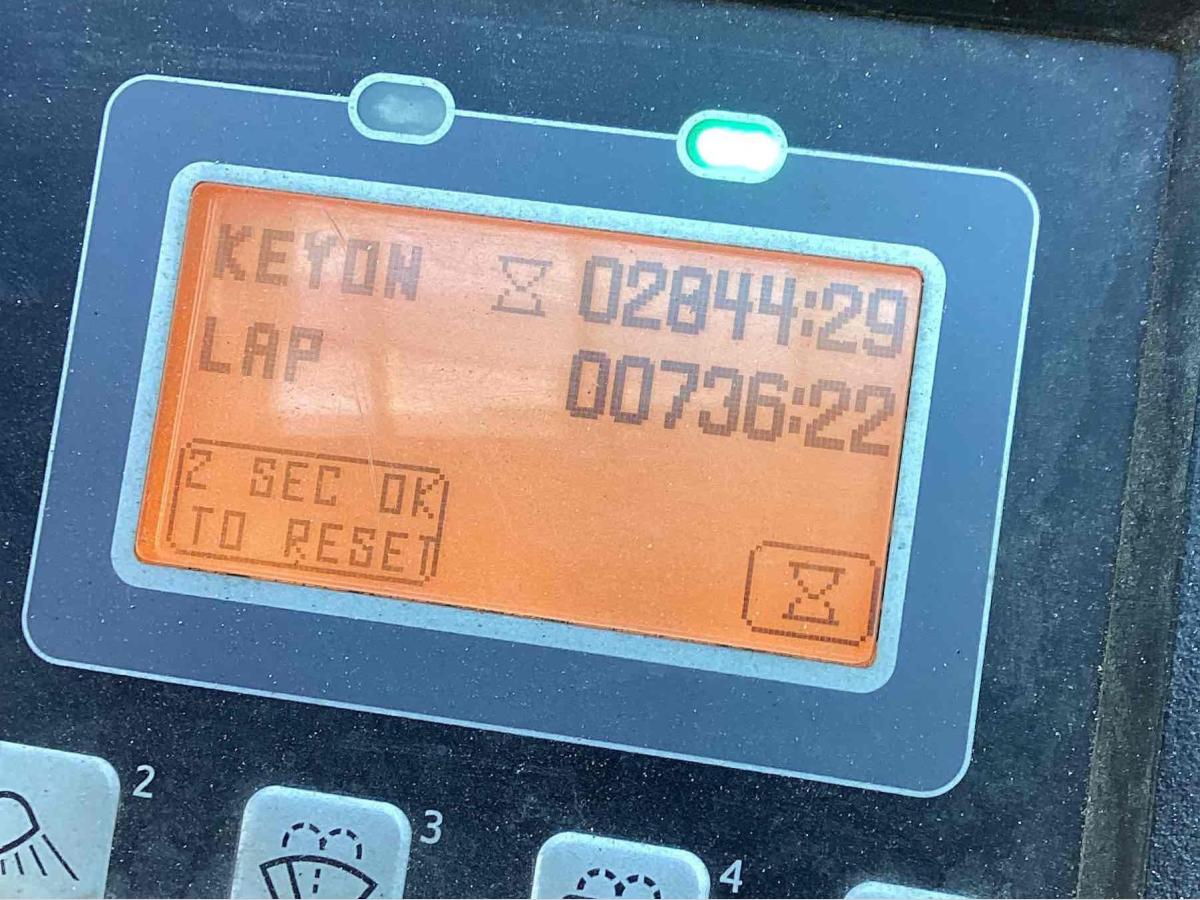 KEYON 02844:29
LAP 00736:22
2 SEC OK
TO RESET
2
3
4